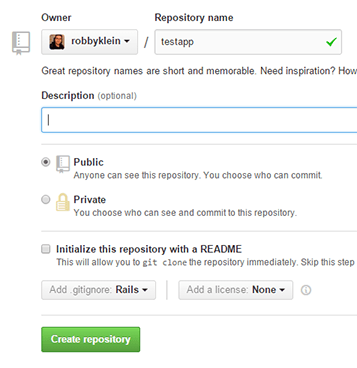 Owner Repository name
robbyklein / testapp
Great repository names are short and memorable. Need inspiration? How
Description (optional)
Public
Anyone can see this repository. You choose who can commit.
Private
You choose who can see and commit to this repository.
Initialize this repository with a README
This will allow you to git clone the repository immediately. Skip this step
Add .gitignore: Rails Add a license: None
Create repository